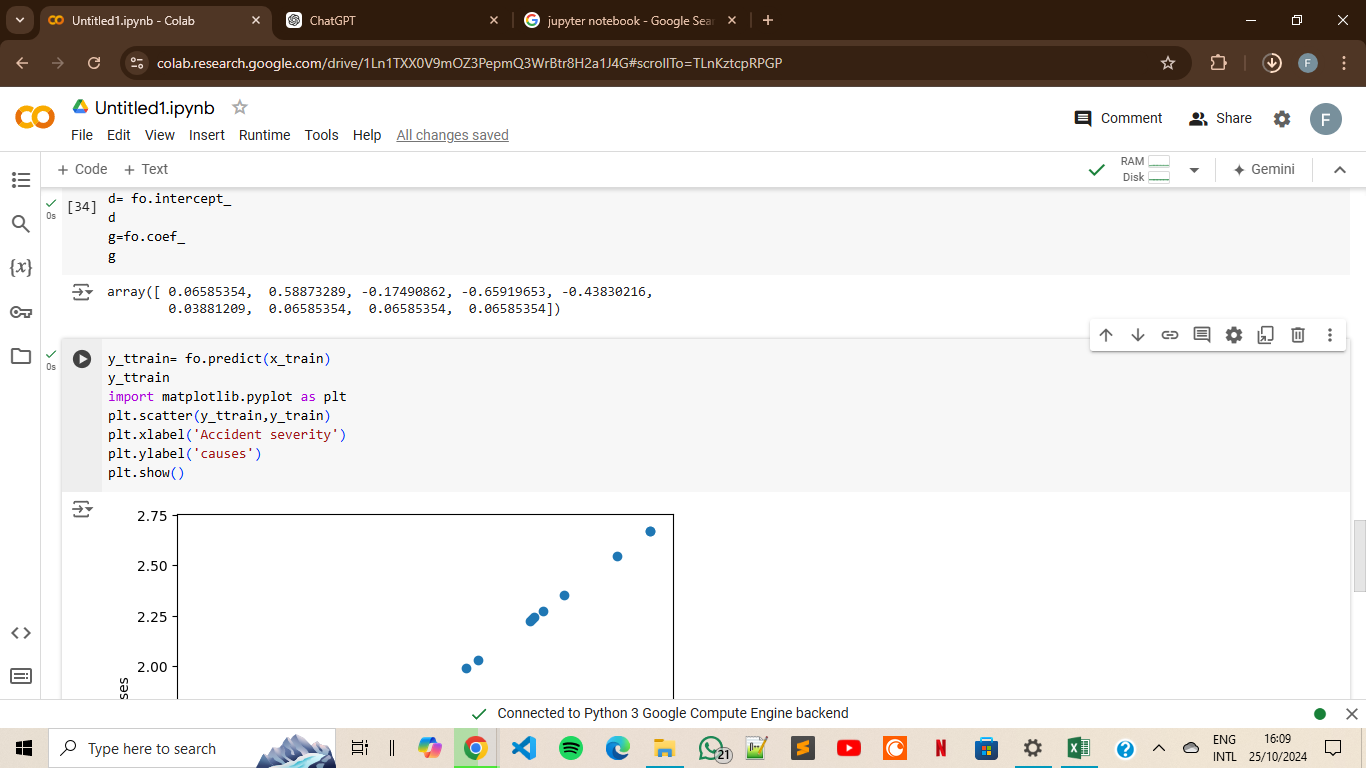 Untitled1.ipynb - Colab
ChatGPT
jupyter notebook - Google Sear
colab.research.google.com/drive/1Ln1TXX0V9mOZ3PepmQ3WrBtr8H2a1J4G#scrollTo=TLnKztcpRPGP
F
Untitled1.ipynb
File Edit View Insert Runtime Tools Help All changes saved
Comment Share F
+ Code + Text
RAM
Disk
Gemini
0s
[34]
d= fo.intercept_
d
g=fo.coef_
g
array([ 0.06585354,  0.58873289, -0.17490862, -0.65919653, -0.43830216,
0.03881209,  0.06585354,  0.06585354,  0.06585354])
0s
y_ttrain= fo.predict(x_train)
y_ttrain
import matplotlib.pyplot as plt
plt.scatter(y_ttrain,y_train)
plt.xlabel('Accident severity')
plt.ylabel('causes')
plt.show()
2.75
2.50
2.25
2.00
ses
Connected to Python 3 Google Compute Engine backend
Type here to search
21
ENG
INTL
16:09
25/10/2024